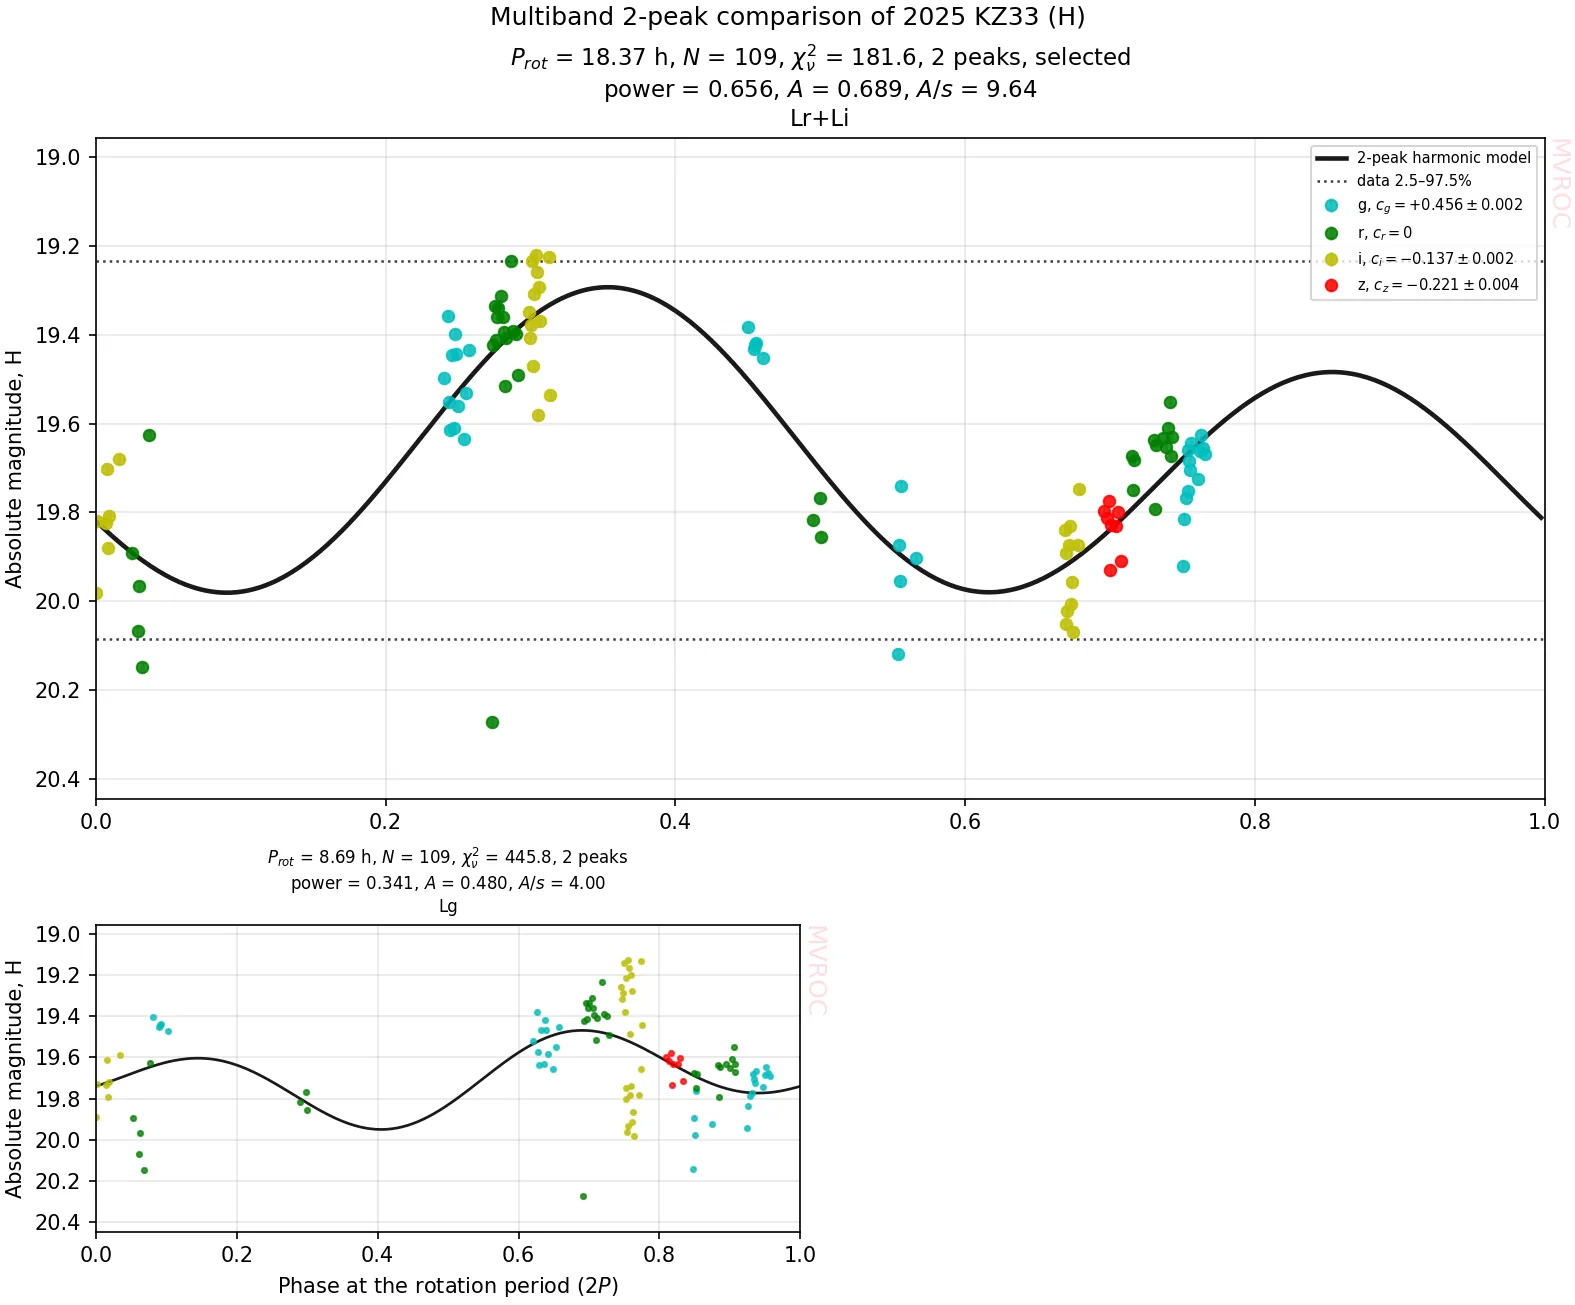 Multiband 2-peak comparison of 2025 KZ33 (H)
P_rot = 18.37 h, N = 109, χ²_ν = 181.6, 2 peaks, selected
power = 0.656, A = 0.689, A/s = 9.64
Lr+Li
2-peak harmonic model
data 2.5–97.5%
g, c_g = +0.456 ± 0.002
r, c_r = 0
i, c_i = −0.137 ± 0.002
z, c_z = −0.221 ± 0.004
MVROC
Absolute magnitude, H
19.0
19.2
19.4
19.6
19.8
20.0
20.2
20.4
0.0 0.2 0.4 0.6 0.8 1.0
P_rot = 8.69 h, N = 109, χ²_ν = 445.8, 2 peaks
power = 0.341, A = 0.480, A/s = 4.00
Lg
MVROC
Absolute magnitude, H
19.0
19.2
19.4
19.6
19.8
20.0
20.2
20.4
0.0 0.2 0.4 0.6 0.8 1.0
Phase at the rotation period (2P)